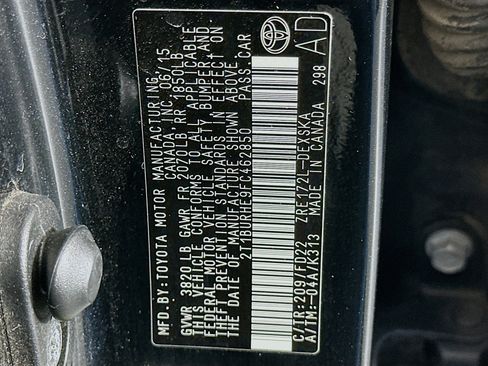 MFD.BY:TOYOTA MOTOR MANUFACTURING
CANADA INC. 06/15
GVWR 3820LB GAWR FR 2070LB RR 1850LB
THIS VEHICLE CONFORMS TO ALL APPLICABLE
FEDERAL MOTOR VEHICLE SAFETY, BUMPER AND
THEFT PREVENTION STANDARDS IN EFFECT ON
THE DATE OF MANUFACTURE SHOWN ABOVE.
2T1BURHE9FC462850 PASS.CAR
C/TR:209/FD22 ZRE172L-DEXSKA
A/TM:-04A/K313 MADE IN CANADA 298
AD